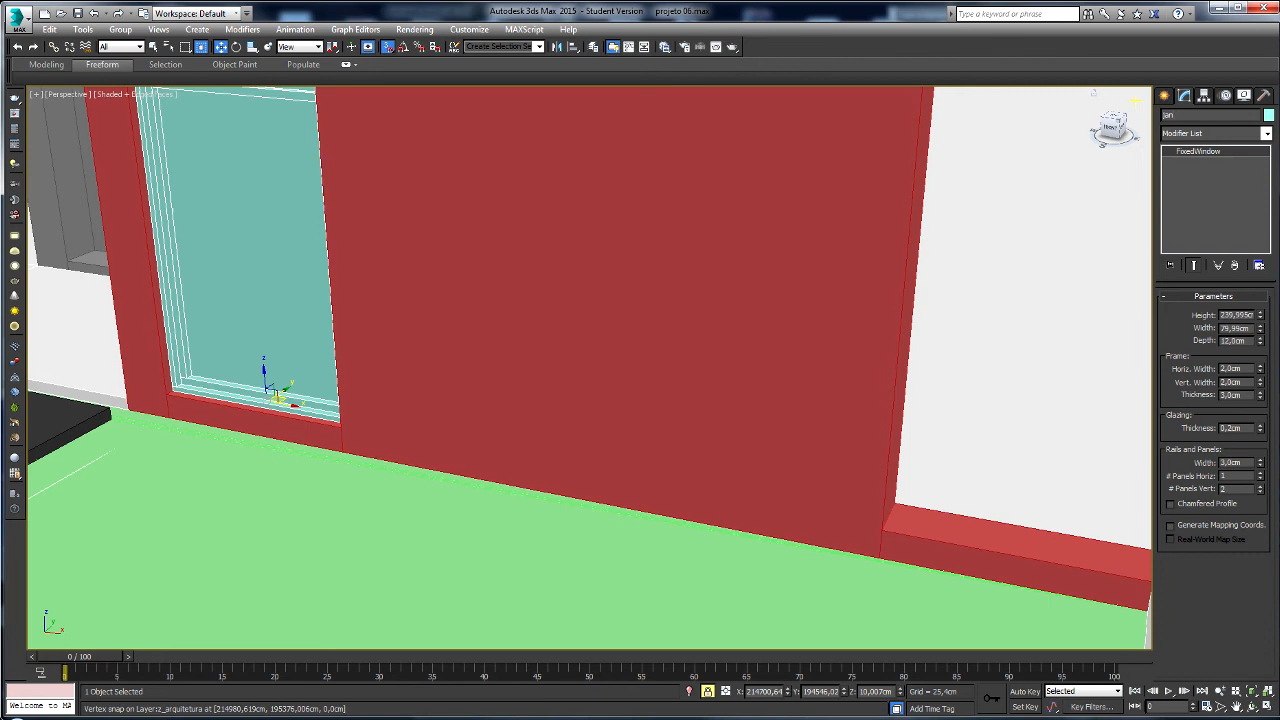 Workspace: Default
Autodesk 3ds Max 2015 - Student Version projeto 06.max
Type a keyword or phrase
MAX
Edit Tools Group Views Create Modifiers Animation Graph Editors Rendering Customize MAXScript Help
All
View
Create Selection Se
Modeling Freeform Selection Object Paint Populate
[+] [Perspective] [Shaded + Edged Faces]
FRONT
jan
Modifier List
FixedWindow
Parameters
Height: 239,995c
Width: 79,99cm
Depth: 12,0cm
Frame:
Horiz. Width: 2,0cm
Vert. Width: 2,0cm
Thickness: 3,0cm
Glazing:
Thickness: 0,2cm
Rails and Panels:
Width: 3,0cm
# Panels Horiz: 1
# Panels Vert: 2
Chamfered Profile
Generate Mapping Coords.
Real-World Map Size
z
y
z
y
x
< 0 / 100 >
5 10 15 20 25 30 35 40 45 50 55 60 65 70 75 80 85 90 95 100
1 Object Selected
X: 214700,64 Y: 194546,02 Z: 10,007cm Grid = 25,4cm
Auto Key Selected
Welcome to MA
Vertex snap on Layer:z_arquitetura at [214980,619cm, 195376,006cm, 0,0cm]
Add Time Tag
Set Key Key Filters... 0